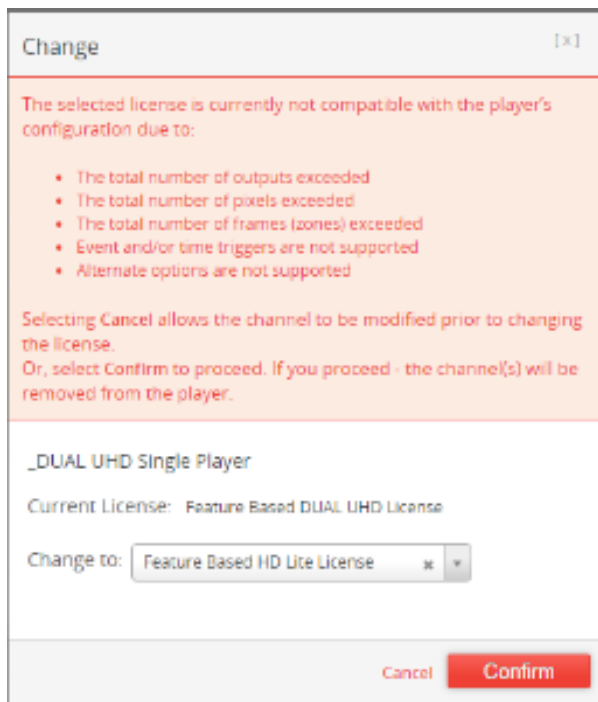 Change
[x]
The selected license is currently not compatible with the player's
configuration due to:
• The total number of outputs exceeded
• The total number of pixels exceeded
• The total number of frames (zones) exceeded
• Event and/or time triggers are not supported
• Alternate options are not supported
Selecting Cancel allows the channel to be modified prior to changing
the license.
Or, select Confirm to proceed. If you proceed - the channel(s) will be
removed from the player.
_DUAL UHD Single Player
Current License: Feature Based DUAL UHD License
Change to: Feature Based HD Lite License
Cancel Confirm